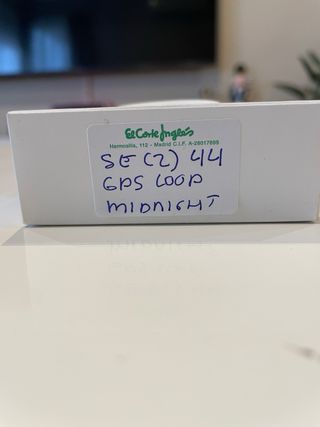 El Corte Inglés
Hermosilla, 112 - Madrid C.I.F. A-28017895
SE (2) 44
GPS LOOP
MIDNIGHT